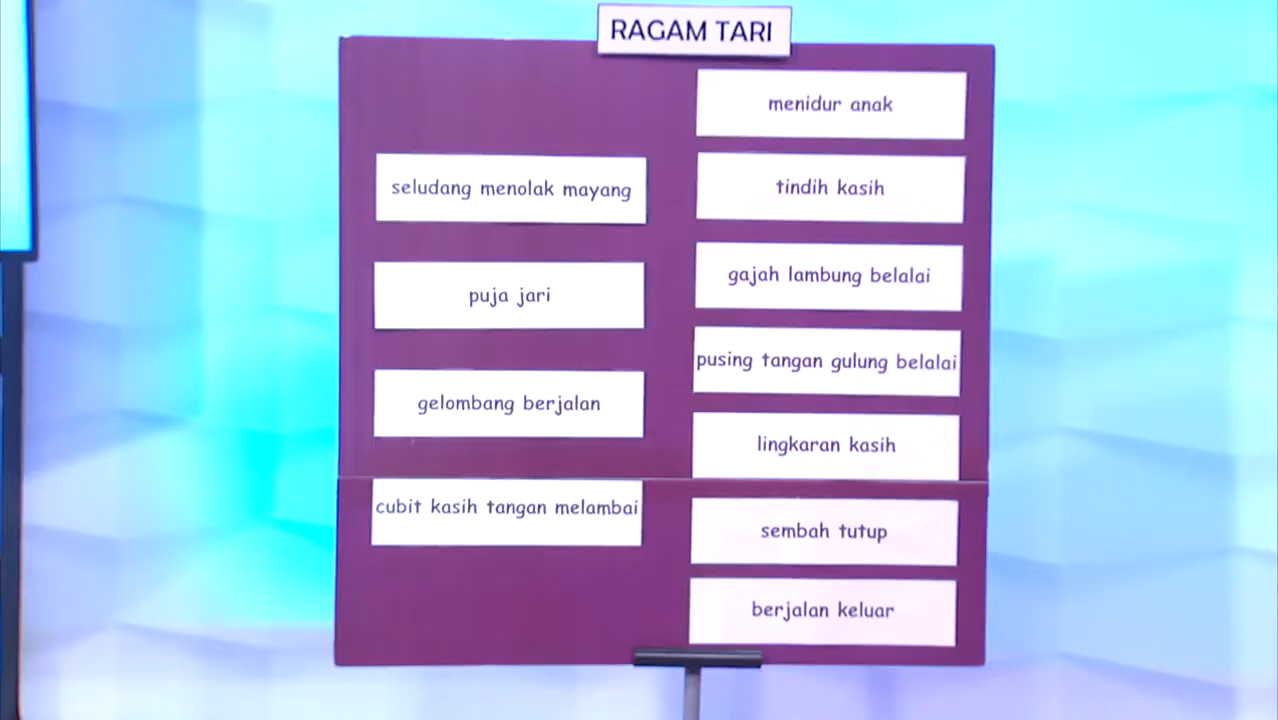 RAGAM TARI
seludang menolak mayang
puja jari
gelombang berjalan
cubit kasih tangan melambai
menidur anak
tindih kasih
gajah lambung belalai
pusing tangan gulung belalai
lingkaran kasih
sembah tutup
berjalan keluar